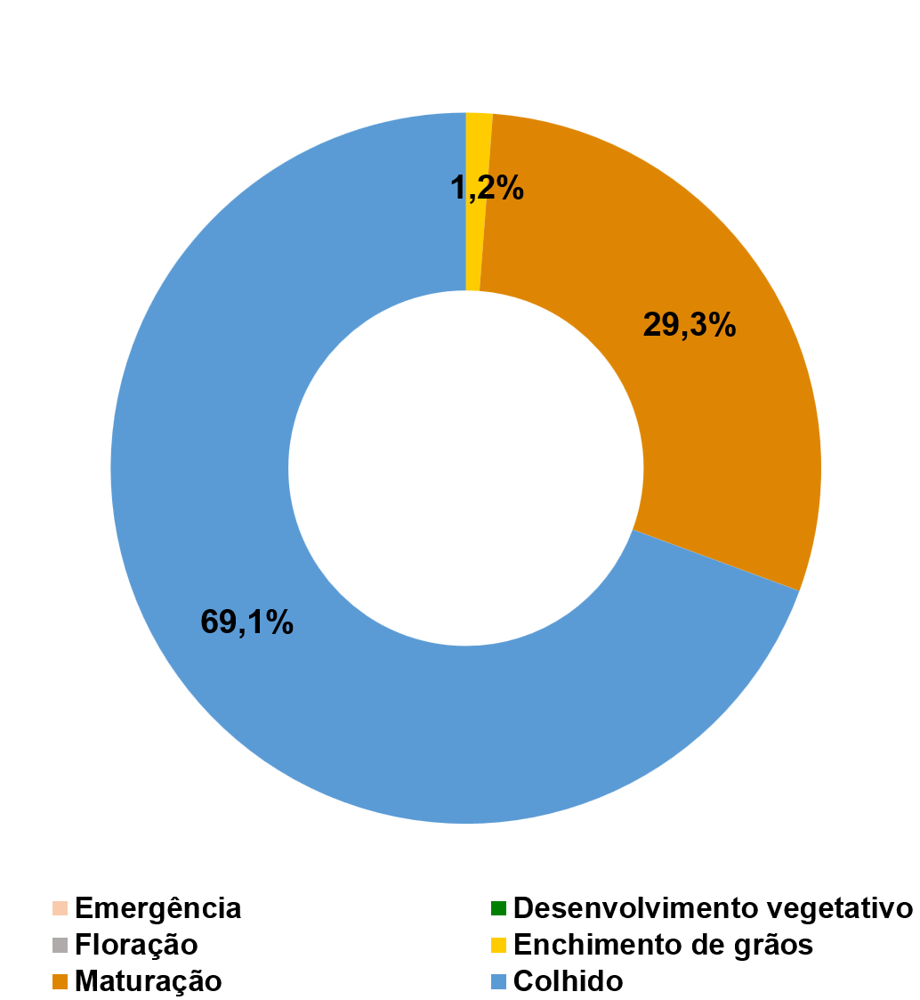 1,2%
29,3%
69,1%
Emergência
Desenvolvimento vegetativo
Floração
Enchimento de grãos
Maturação
Colhido